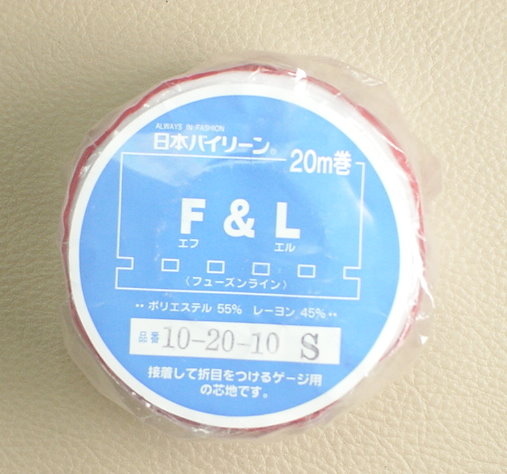 ALWAYS IN FASHION
日本バイリーン®
20m巻
F & L
エフ エル
(フューズンライン)
** ポリエステル 55% レーヨン 45% **
品番 10-20-10 S
接着して折目をつけるゲージ用
の芯地です。